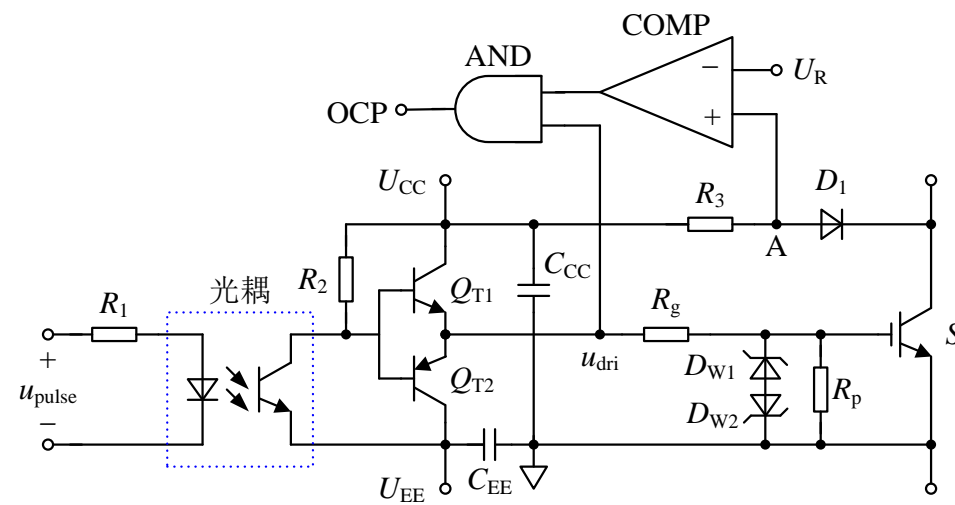 COMP
AND
− U_R
OCP
+
U_CC
R_3 D_1
A
光耦 R_2 C_CC
R_1 Q_T1 R_g
+ u_dri S
u_pulse Q_T2 D_W1
− D_W2 R_p
U_EE C_EE